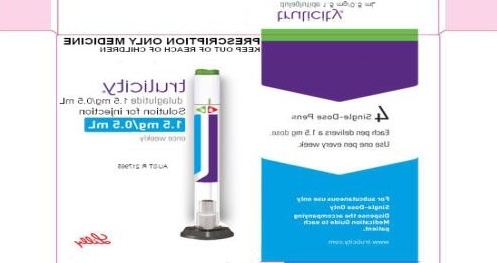 trulicity
PRESCRIPTION ONLY MEDICINE
KEEP OUT OF REACH OF CHILDREN
trulicity
dulaglutide 1.5 mg/0.5 mL
Solution for injection
1.5 mg/0.5 mL
once weekly
AUST R 217965
Lilly
4 Single-Dose Pens
Each pen delivers a 1.5 mg dose.
Use one pen every week.
For subcutaneous use only
Single-Dose Only
Dispense the accompanying
Medication Guide to each
patient.
www.trulicity.com